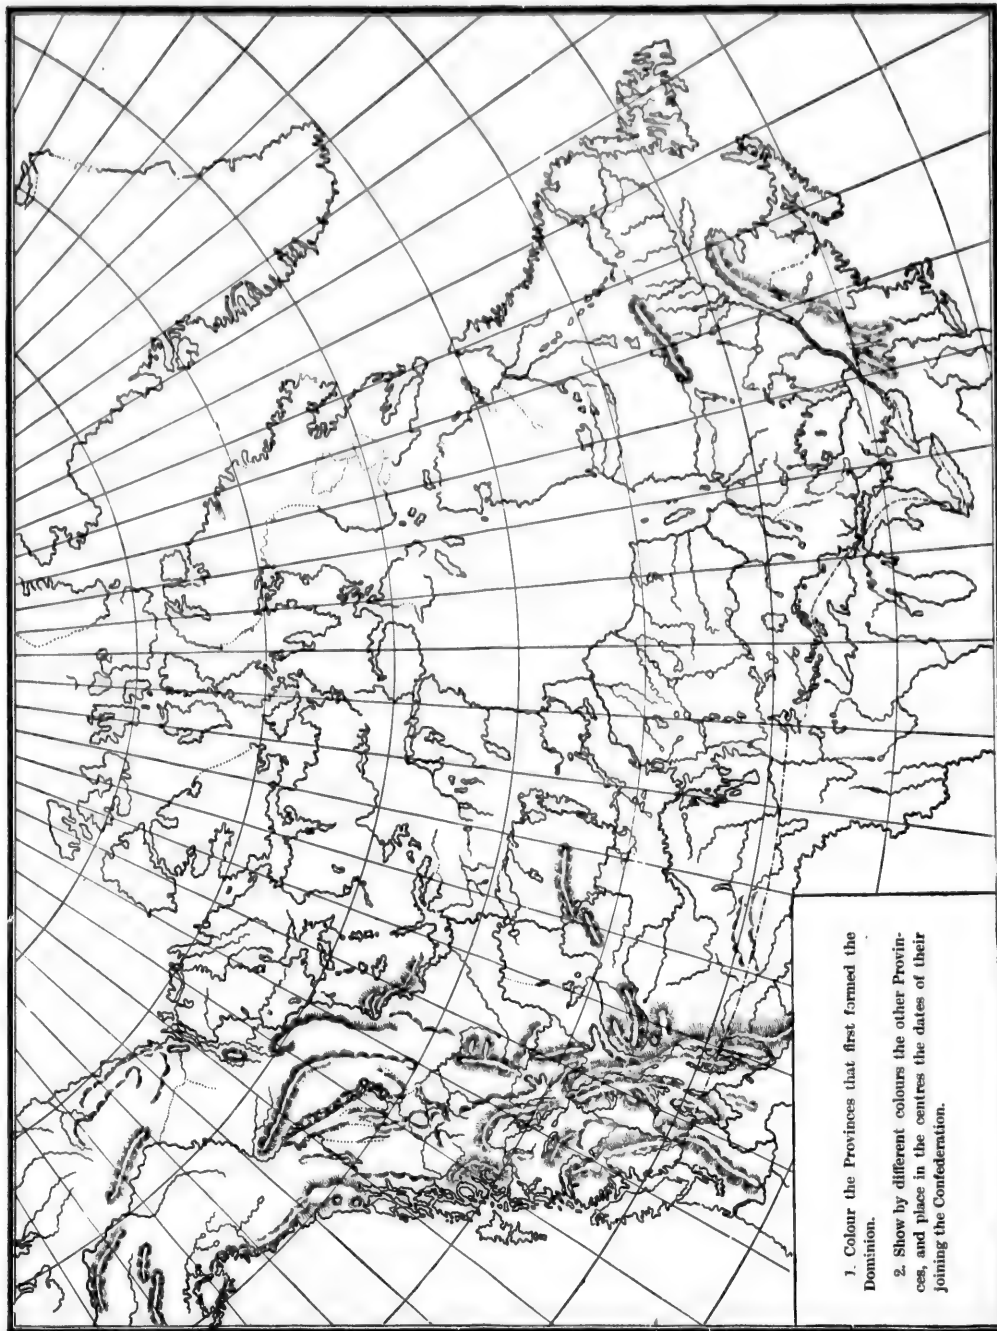 1. Colour the Provinces that first formed the
Dominion.
2. Show by different colours the other Provin-
ces, and place in the centres the dates of their
joining the Confederation.